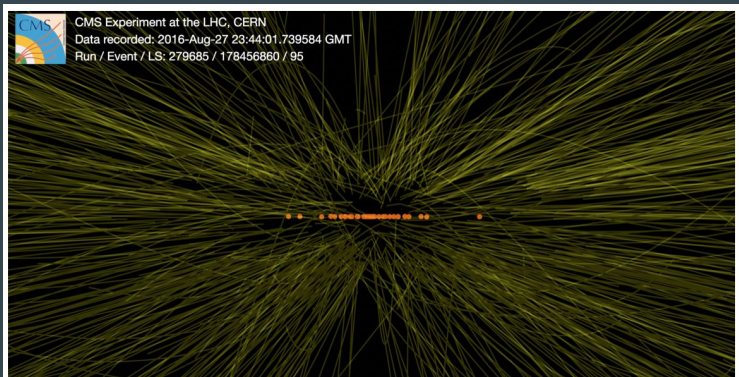 CMS
CMS Experiment at the LHC, CERN
Data recorded: 2016-Aug-27 23:44:01.739584 GMT
Run / Event / LS: 279685 / 178456860 / 95